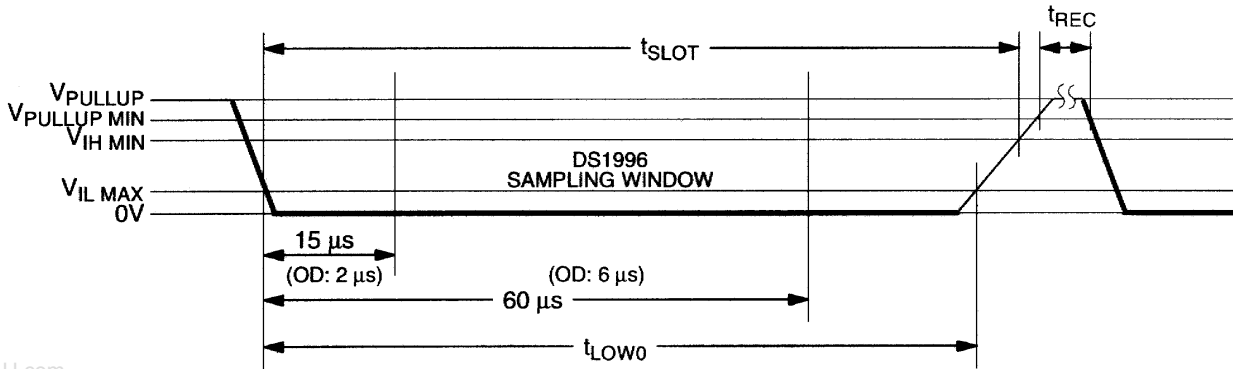 tREC
tSLOT
VPULLUP
VPULLUP MIN
VIH MIN
DS1996
SAMPLING WINDOW
VIL MAX
0V
15 μs
(OD: 2 μs) (OD: 6 μs)
60 μs
tLOW0